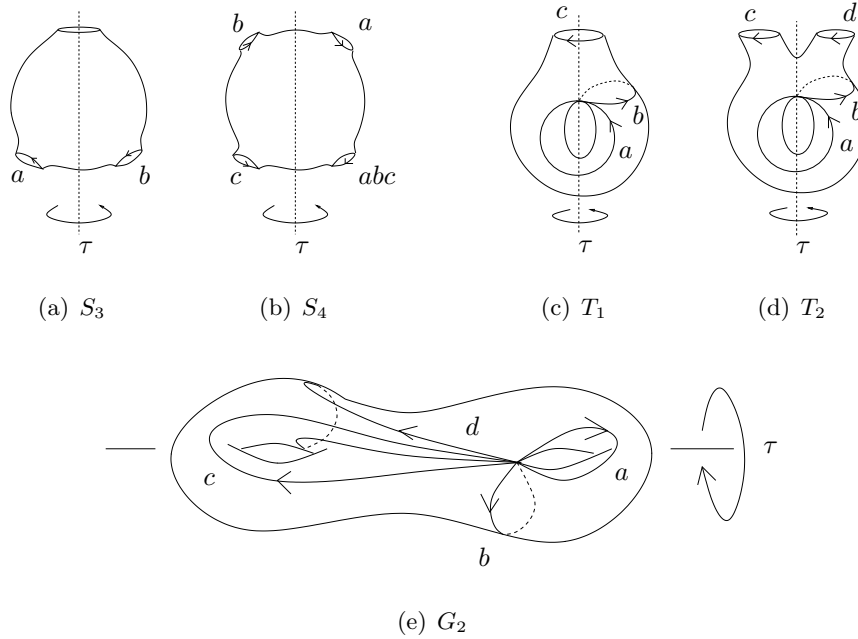 b a c c d
b b
a b c abc a a
τ τ τ τ
(a) S₃ (b) S₄ (c) T₁ (d) T₂
d τ
c a
b
(e) G₂